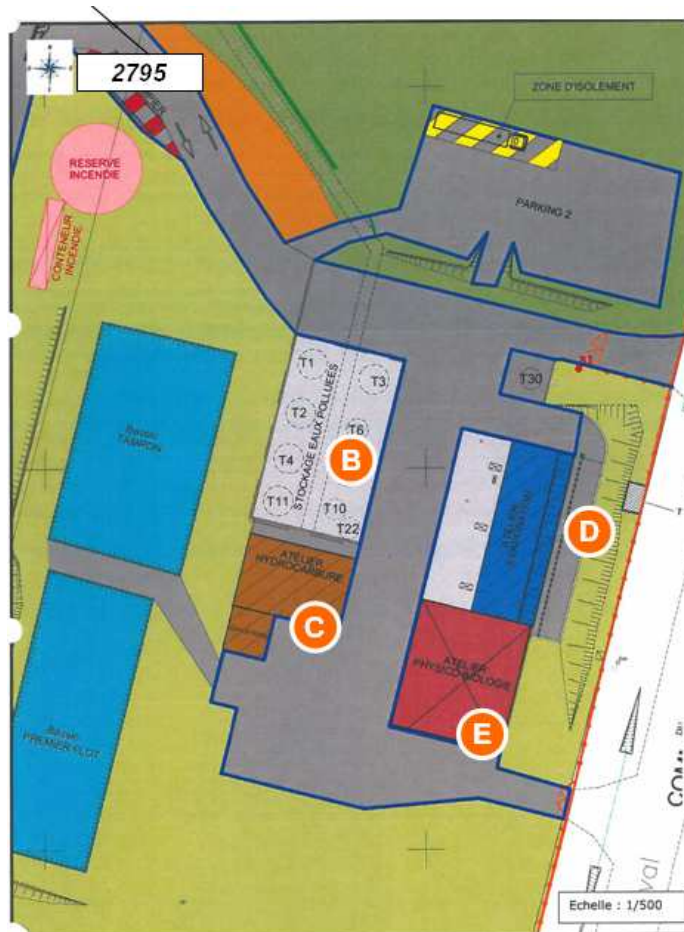 2795
ZONE D'ISOLEMENT
RESERVE
INCENDIE
CONTENEUR
INCENDIE
PARKING 2
T1
T3
T30
T2
T6
STOCKAGE EAUX POLLUEES
Bassin
TAMPON
B
T4
T11
T10
T22
D
ATELIER
ATELIER
HYDROCARBURE
C
ATELIER
PHYSICO-BIOLOGIE
E
Bassin
PREMIER FLOT
Echelle : 1/500